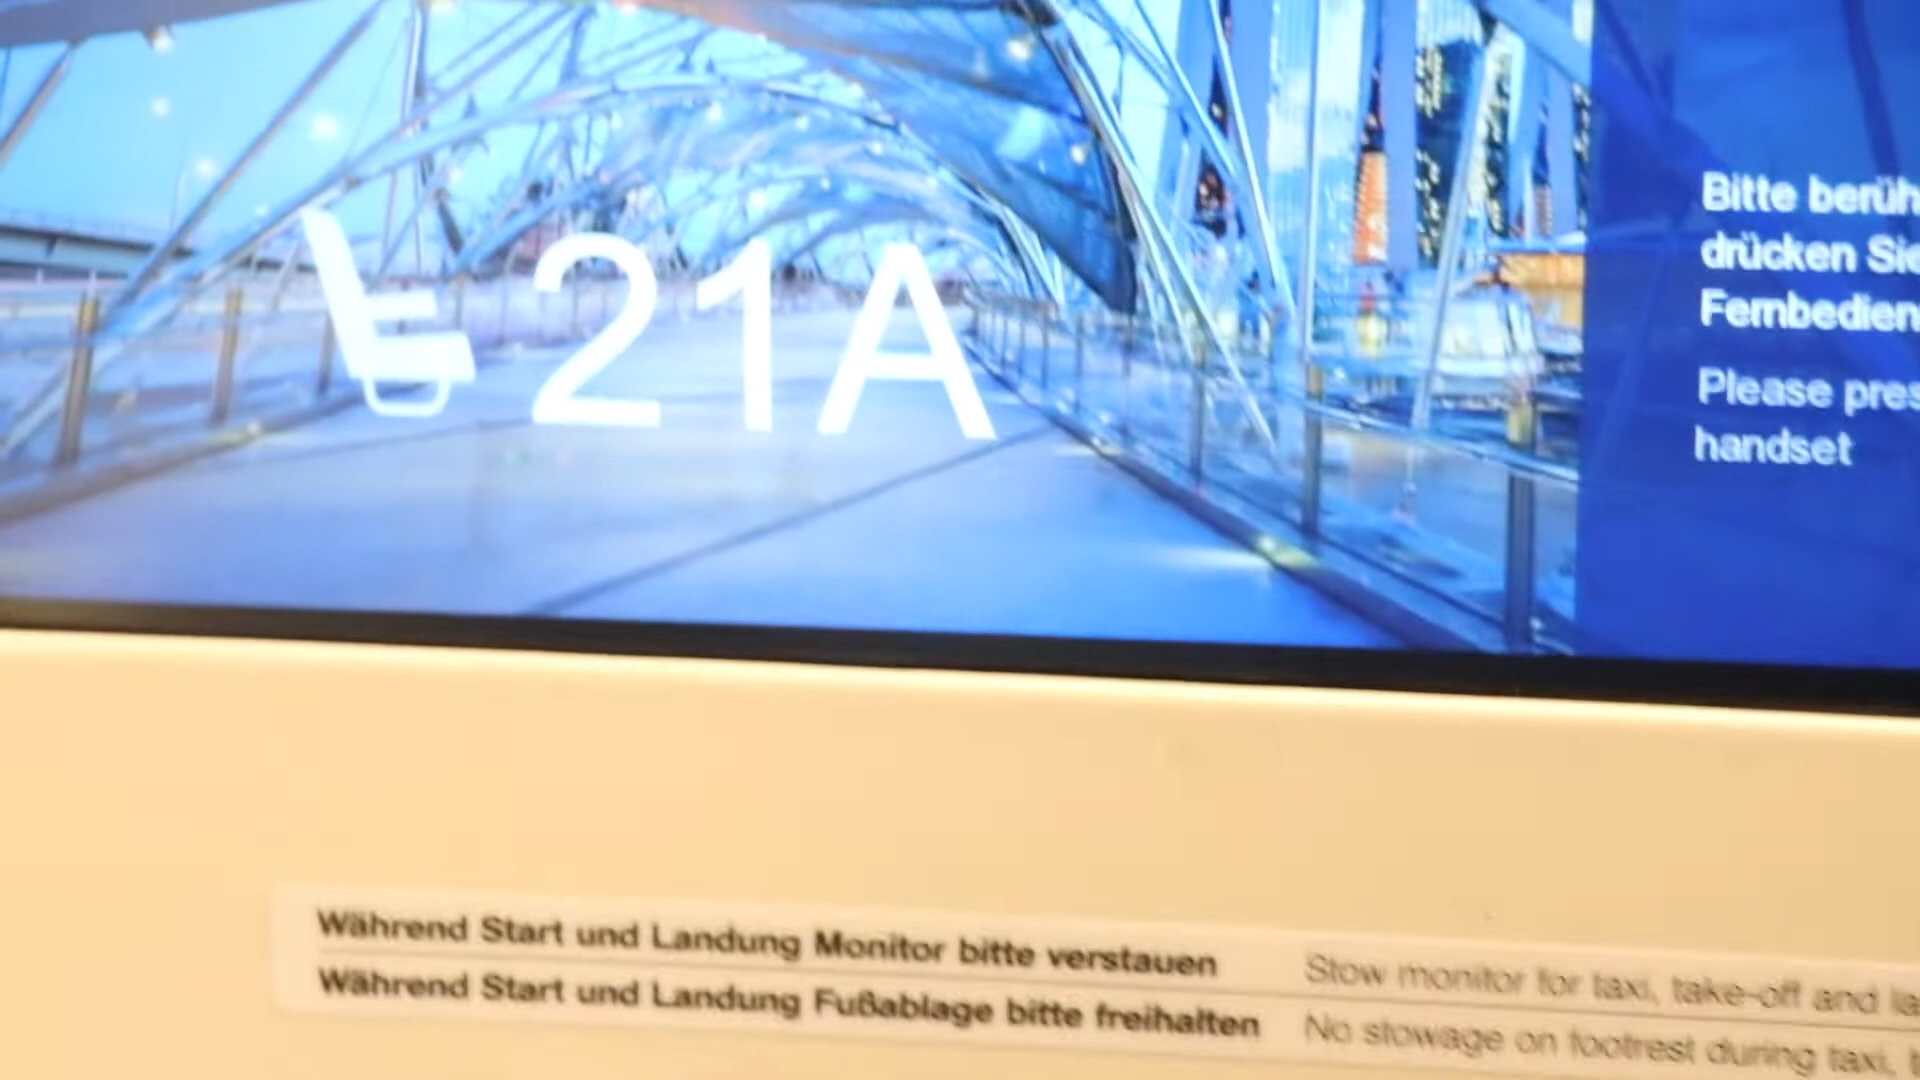 21A
Bitte berüh
drücken Sie
Fernbedien
Please pres
handset
Während Start und Landung Monitor bitte verstauen
Stow monitor for taxi, take-off and la
Während Start und Landung Fußablage bitte freihalten
No stowage on footrest during taxi, t